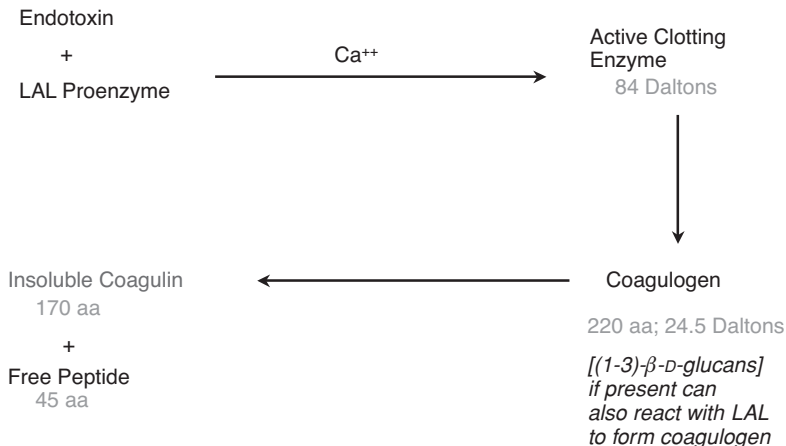 Endotoxin
+
LAL Proenzyme
Ca++
Active Clotting
Enzyme
84 Daltons
Coagulogen
220 aa; 24.5 Daltons
[(1-3)-β-D-glucans]
if present can
also react with LAL
to form coagulogen
Insoluble Coagulin
170 aa
+
Free Peptide
45 aa